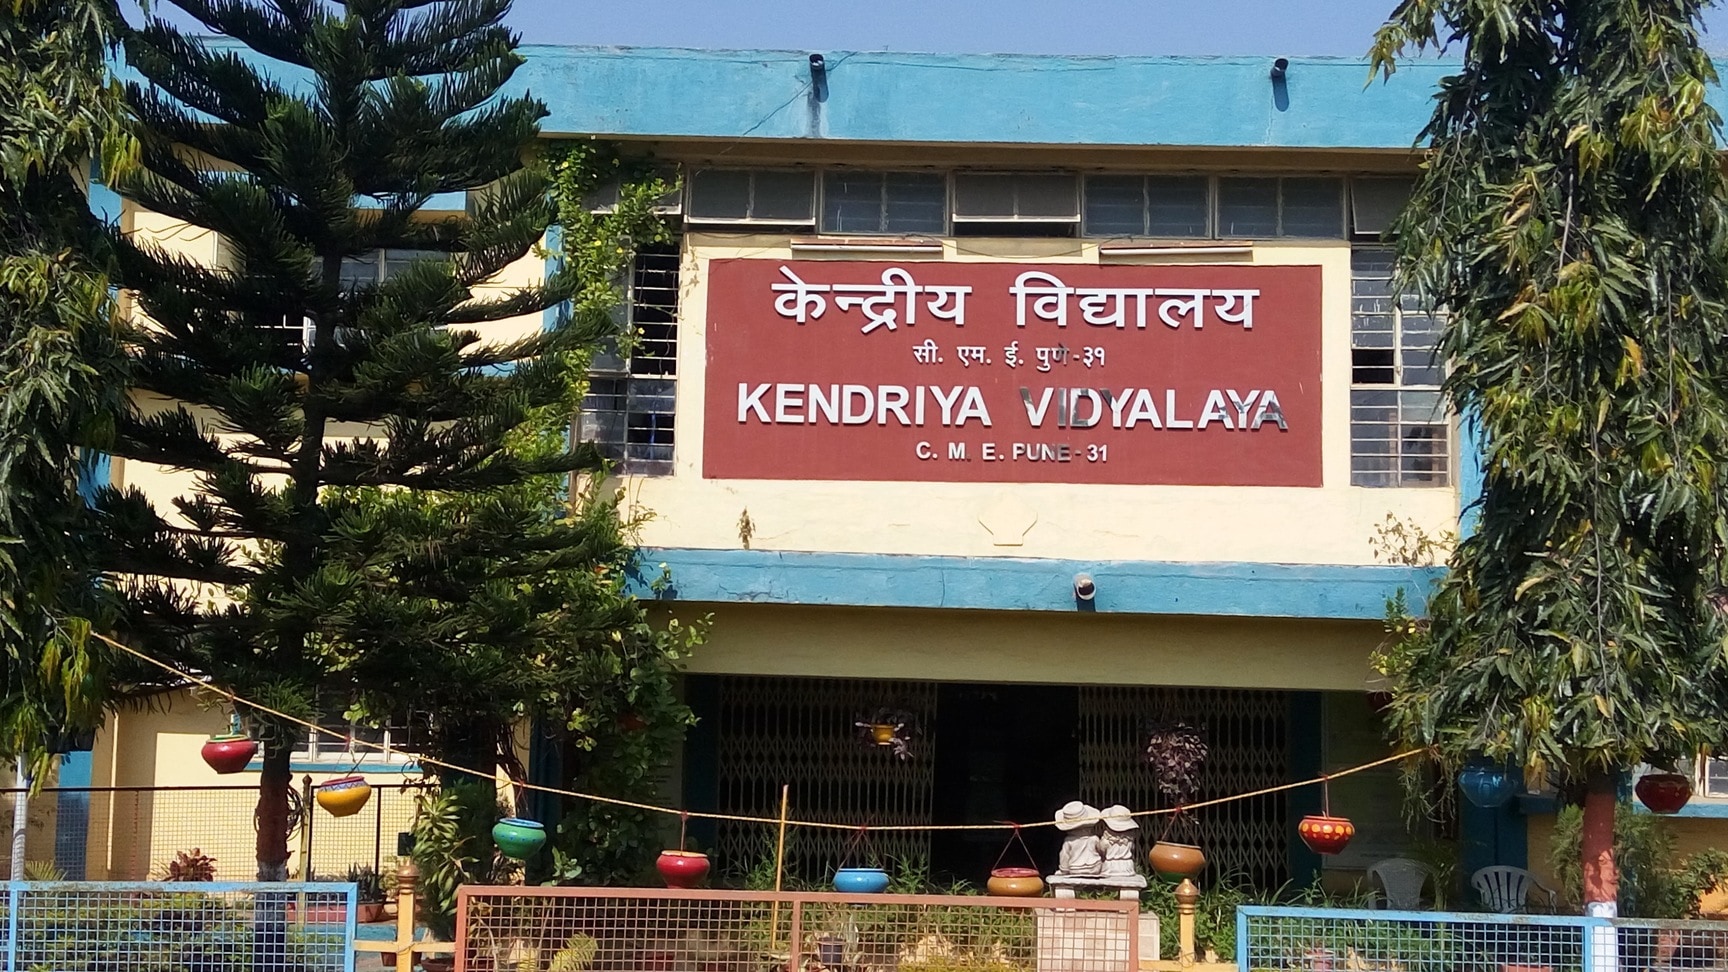 केन्द्रीय विद्यालय
सी. एम. ई. पुणे-३१
KENDRIYA VIDYALAYA
C. M. E. PUNE - 31